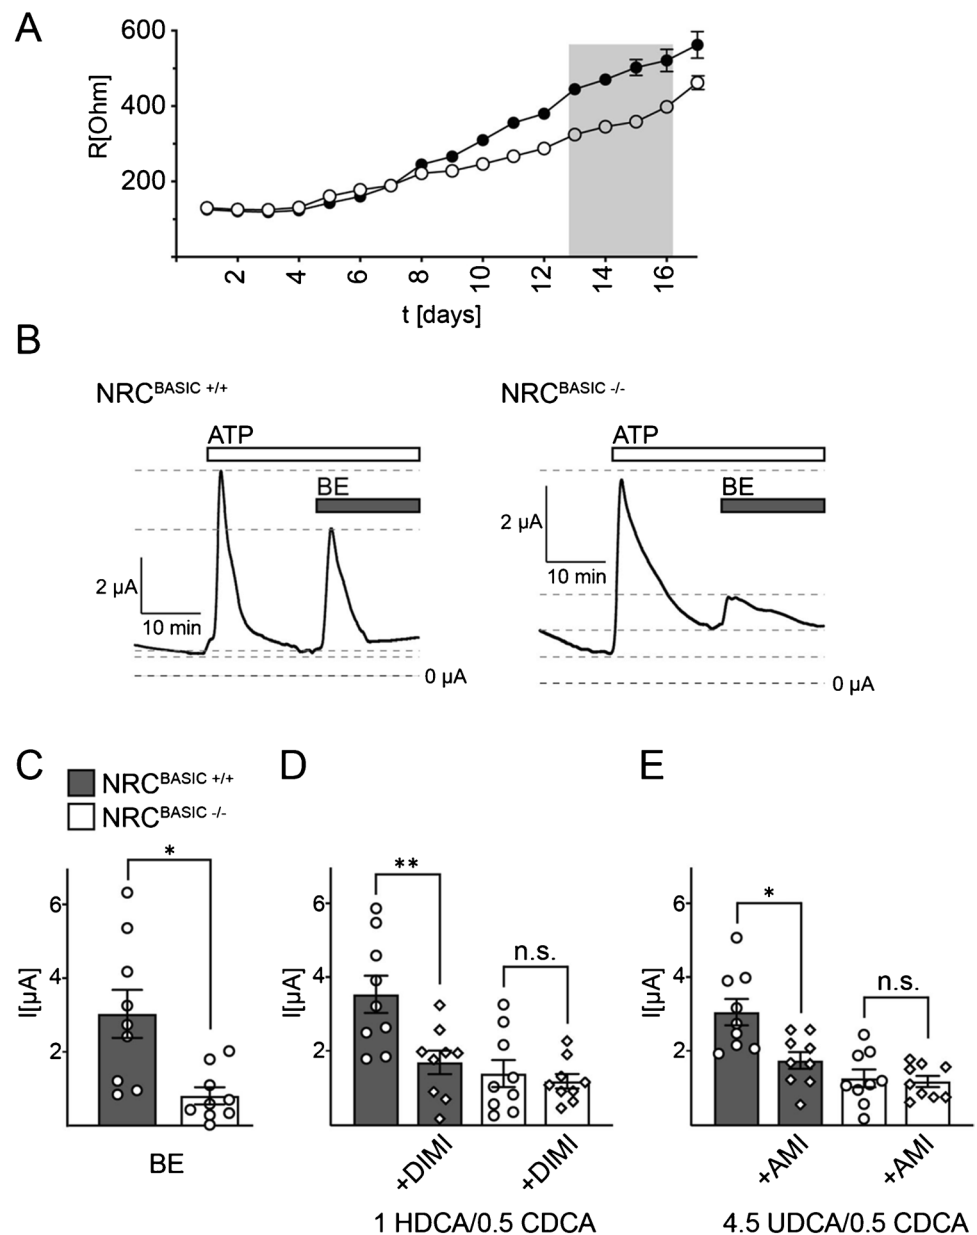 A
600
400
200
R[Ohm]
2 4 6 8 10 12 14 16
t [days]
B
NRC^BASIC +/+
NRC^BASIC -/-
ATP
BE
2 µA
10 min
0 µA
ATP
BE
2 µA
10 min
0 µA
C
NRC^BASIC +/+
NRC^BASIC -/-
*
6
4
2
I[µA]
BE
D
**
n.s.
6
4
2
I[µA]
+DIMI
+DIMI
1 HDCA/0.5 CDCA
E
*
n.s.
6
4
2
I[µA]
+AMI
+AMI
4.5 UDCA/0.5 CDCA